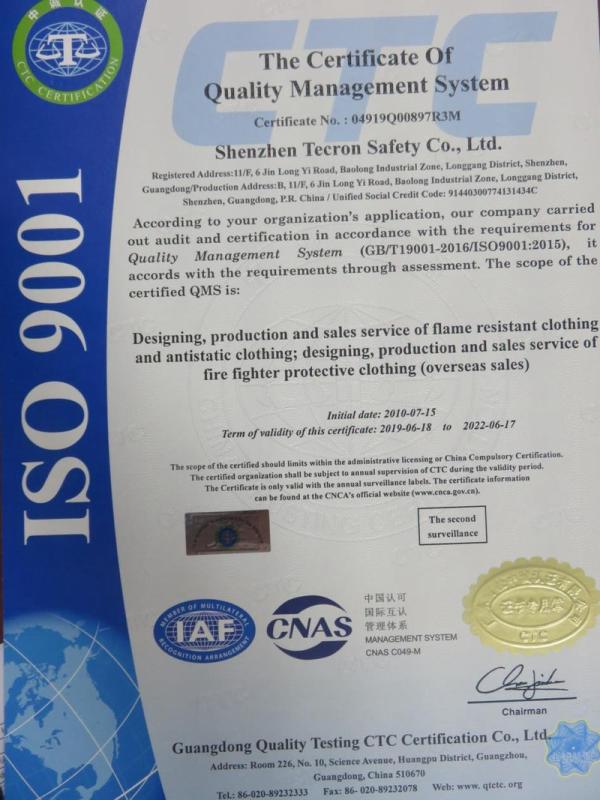 中国认证
CTC CERTIFICATION
CTC
ISO 9001
The Certificate Of
Quality Management System
Certificate No. : 04919Q00897R3M
Shenzhen Tecron Safety Co., Ltd.
Registered Address:11/F, 6 Jin Long Yi Road, Baolong Industrial Zone, Longgang District, Shenzhen,
Guangdong/Production Address:B, 11/F, 6 Jin Long Yi Road, Baolong Industrial Zone, Longgang District,
Shenzhen, Guangdong, P.R. China / Unified Social Credit Code: 91440300774131434C
According to your organization's application, our company carried
out audit and certification in accordance with the requirements for
Quality Management System (GB/T19001-2016/ISO9001:2015), it
accords with the requirements through assessment. The scope of the
certified QMS is:
Designing, production and sales service of flame resistant clothing
and antistatic clothing; designing, production and sales service of
fire fighter protective clothing (overseas sales)
Initial date: 2010-07-15
Term of validity of this certificate: 2019-06-18 to 2022-06-17
The scope of the certified should limits within the administrative licensing or China Compulsory Certification.
The certified organization shall be subject to annual supervision of CTC during the validity period.
The Certificate is only valid with the annual surveillance labels. The certificate information
can be found at the CNCA's official website (www.cnca.gov.cn).
The second
surveillance
MEMBER OF MULTILATERAL
IAF
RECOGNITION ARRANGEMENT
CNAS
中国认可
国际互认
管理体系
MANAGEMENT SYSTEM
CNAS C049-M
CTC
Chairman
Guangdong Quality Testing CTC Certification Co., Ltd.
Address: Room 226, No. 10, Science Avenue, Huangpu District, Guangzhou,
Guangdong, China 510670
Tel.: 86-020-89232333 Fax: 86- 020-89232078 Web: www. qtctc. org